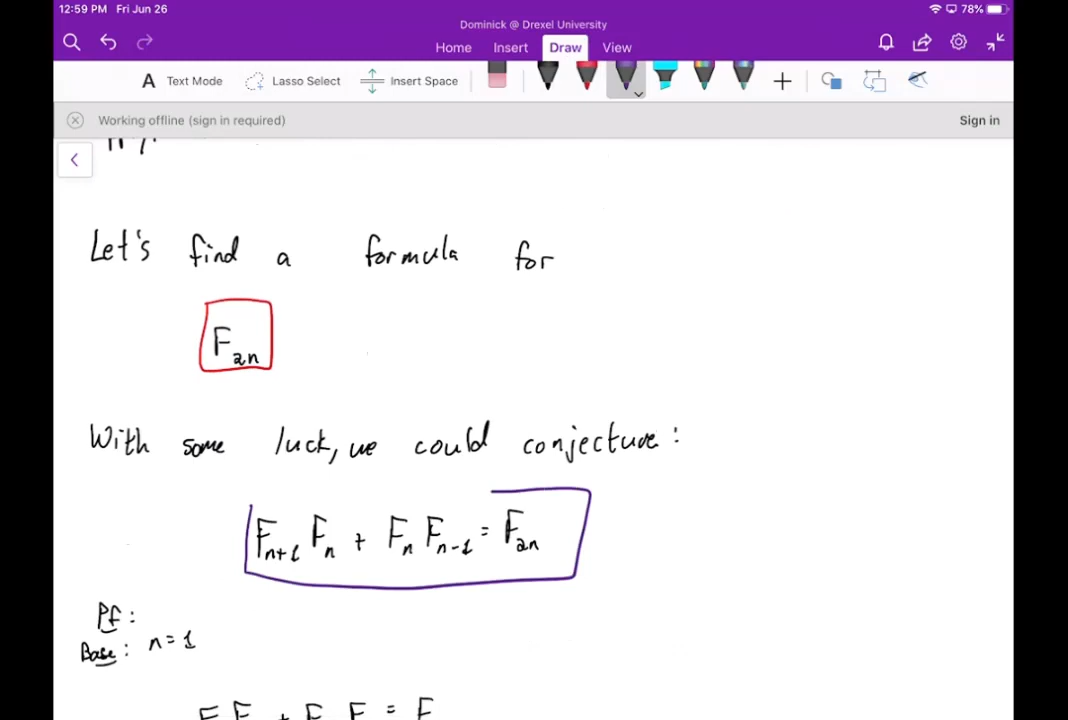 12:59 PM Fri Jun 26
78%
Dominick @ Drexel University
Home Insert Draw View
Text Mode Lasso Select Insert Space
Working offline (sign in required) Sign in
Let's find a formula for
F₂ₙ
With some luck, we could conjecture:
Fₙ₊₁ Fₙ + Fₙ Fₙ₋₁ = F₂ₙ
Pf:
Base: n=1